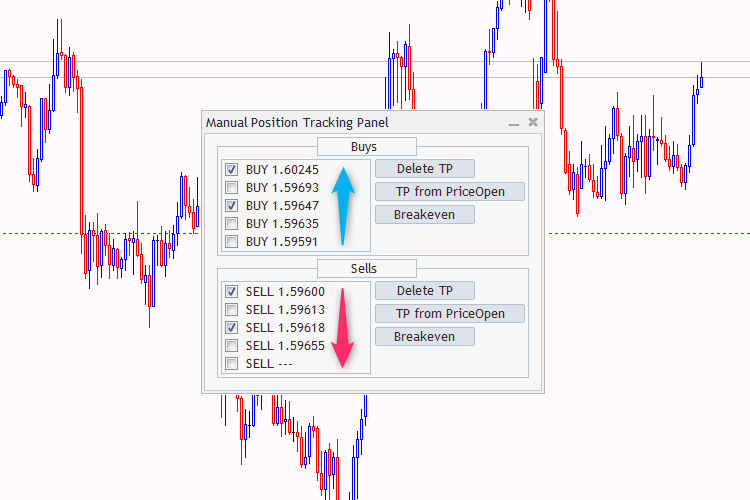 Manual Position Tracking Panel
Buys
BUY 1.60245
BUY 1.59693
BUY 1.59647
BUY 1.59635
BUY 1.59591
Delete TP
TP from PriceOpen
Breakeven
Sells
SELL 1.59600
SELL 1.59613
SELL 1.59618
SELL 1.59655
SELL ---
Delete TP
TP from PriceOpen
Breakeven